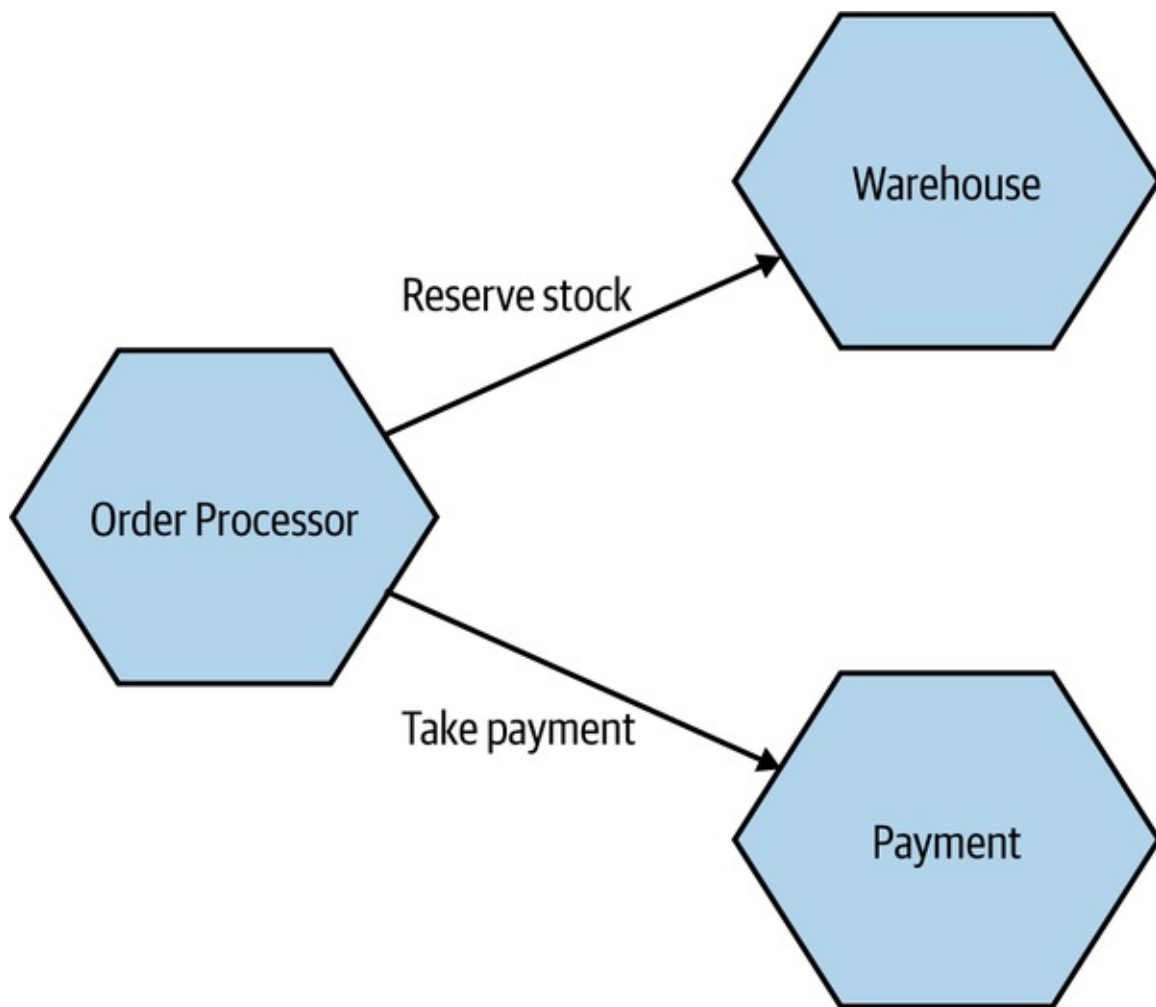 Warehouse
Reserve stock
Order Processor
Take payment
Payment